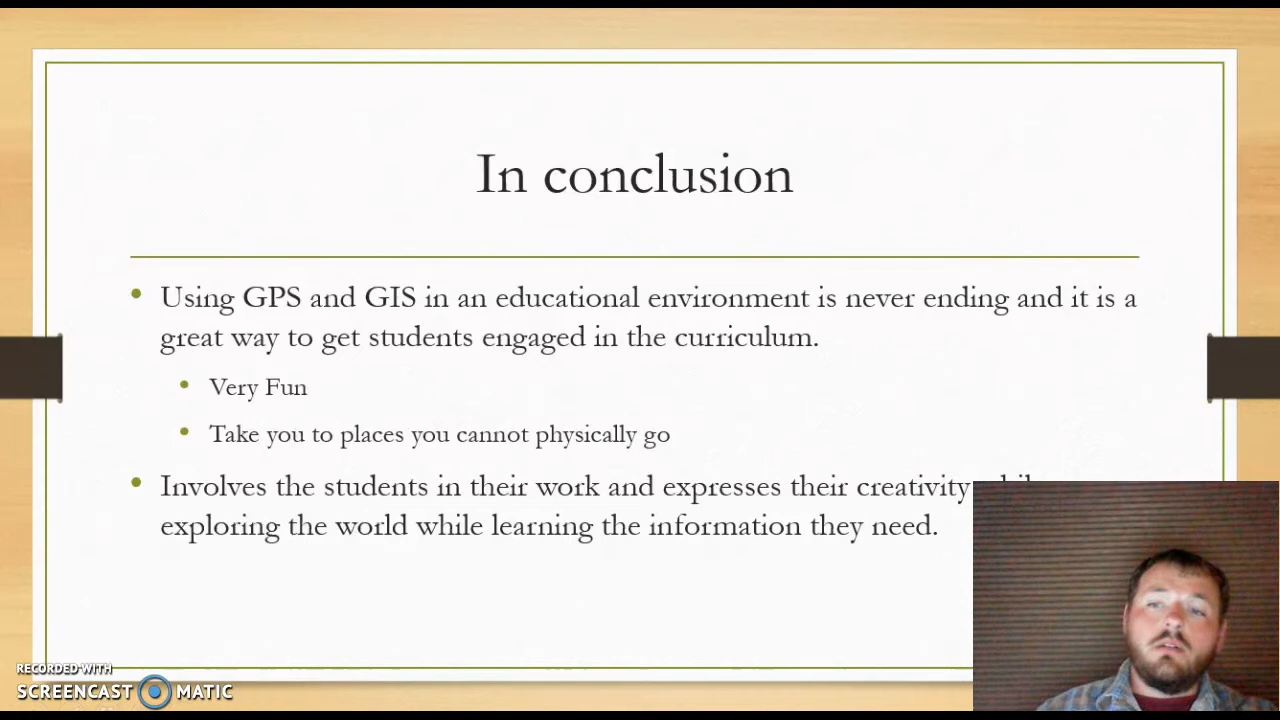 In conclusion
• Using GPS and GIS in an educational environment is never ending and it is a
great way to get students engaged in the curriculum.
• Very Fun
• Take you to places you cannot physically go
• Involves the students in their work and expresses their creativity
exploring the world while learning the information they need.
RECORDED WITH
SCREENCAST MATIC